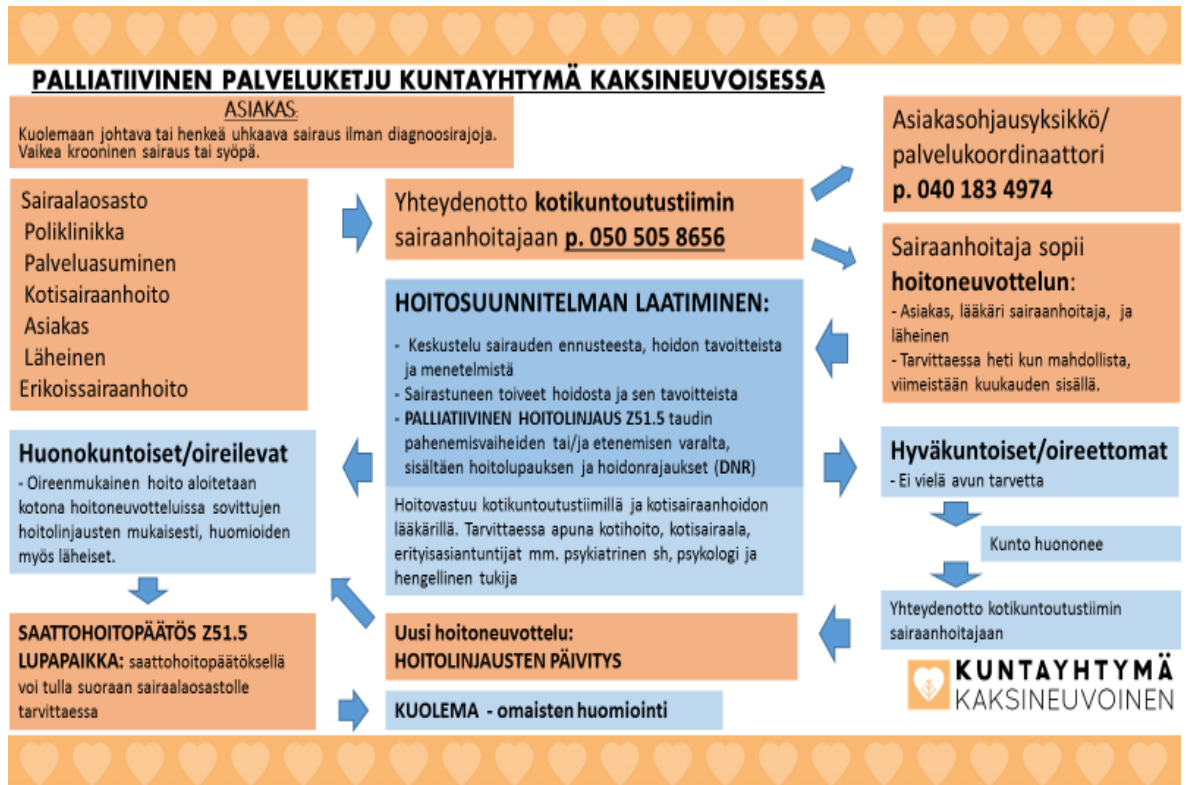 PALLIATIIVINEN PALVELUKETJU KUNTAYHTYMÄ KAKSINEUVOISESSA
ASIAKAS:
Kuolemaan johtava tai henkeä uhkaava sairaus ilman diagnoosirajoja.
Vaikea krooninen sairaus tai syöpä.
Sairaalaosasto
Poliklinikka
Palveluasuminen
Kotisairaanhoito
Asiakas
Läheinen
Erikoissairaanhoito
Yhteydenotto kotikuntoutustiimin
sairaanhoitajaan p. 050 505 8656
Asiakasohjausyksikkö/
palvelukoordinaattori
p. 040 183 4974
Sairaanhoitaja sopii
hoitoneuvottelun:
- Asiakas, lääkäri sairaanhoitaja, ja
läheinen
- Tarvittaessa heti kun mahdollista,
viimeistään kuukauden sisällä.
HOITOSUUNNITELMAN LAATIMINEN:
- Keskustelu sairauden ennusteesta, hoidon tavoitteista
ja menetelmistä
- Sairastuneen toiveet hoidosta ja sen tavoitteista
- PALLIATIIVINEN HOITOLINJAUS Z51.5 taudin
pahenemisvaiheiden tai/ja etenemisen varalta,
sisältäen hoitolupauksen ja hoidonrajaukset (DNR)
Hoitovastuu kotikuntoutustiimillä ja kotisairaanhoidon
lääkärillä. Tarvittaessa apuna kotihoito, kotisairaala,
erityisasiantuntijat mm. psykiatrinen sh, psykologi ja
hengellinen tukija
Huonokuntoiset/oireilevat
- Oireenmukainen hoito aloitetaan
kotona hoitoneuvotteluissa sovittujen
hoitolinjausten mukaisesti, huomioiden
myös läheiset.
Hyväkuntoiset/oireettomat
- Ei vielä avun tarvetta
Kunto huononee
Yhteydenotto kotikuntoutustiimin
sairaanhoitajaan
Uusi hoitoneuvottelu:
HOITOLINJAUSTEN PÄIVITYS
SAATTOHOITOPÄÄTÖS Z51.5
LUPAPAIKKA: saattohoitopäätöksellä
voi tulla suoraan sairaalaosastolle
tarvittaessa
KUOLEMA - omaisten huomiointi
KUNTAYHTYMÄ
KAKSINEUVOINEN